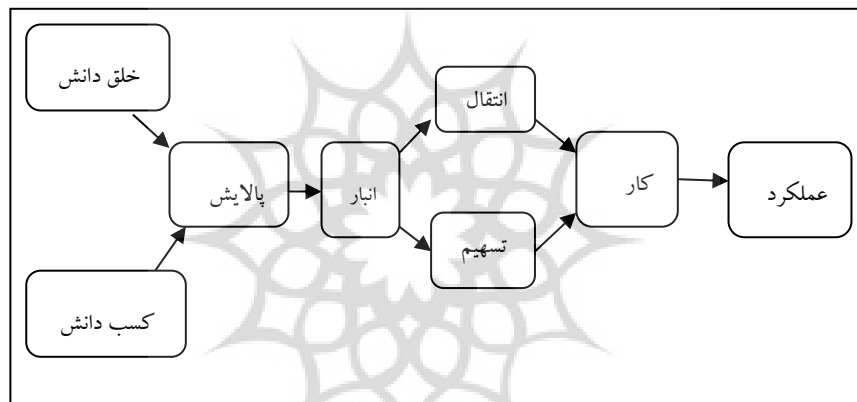 خلق دانش
کسب دانش
پالایش
انبار
انتقال
تسهیم
کار
عملکرد